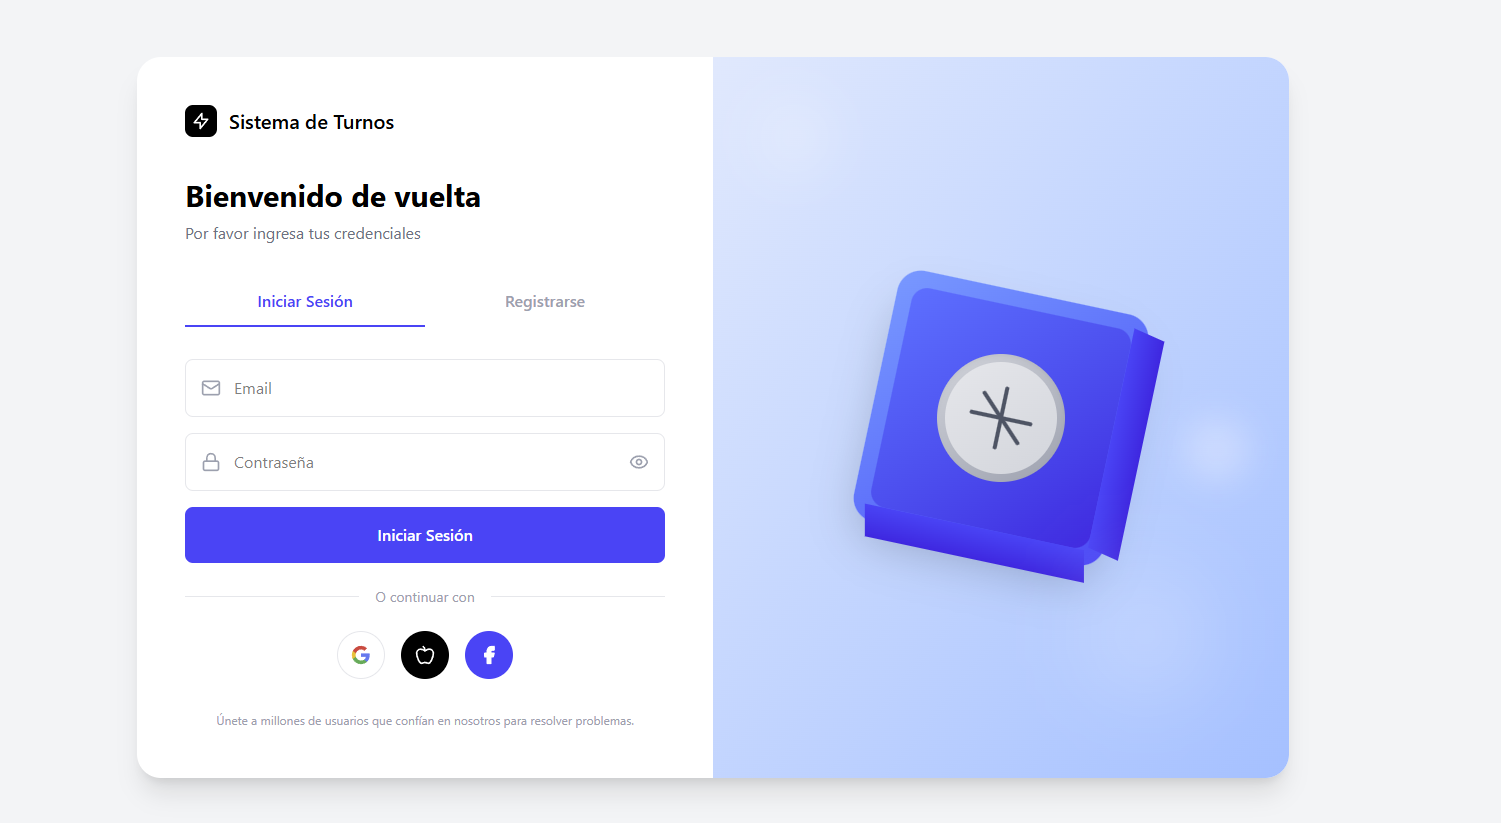 Sistema de Turnos
Bienvenido de vuelta
Por favor ingresa tus credenciales
Iniciar Sesión
Registrarse
Email
Contraseña
Iniciar Sesión
O continuar con
Únete a millones de usuarios que confían en nosotros para resolver problemas.